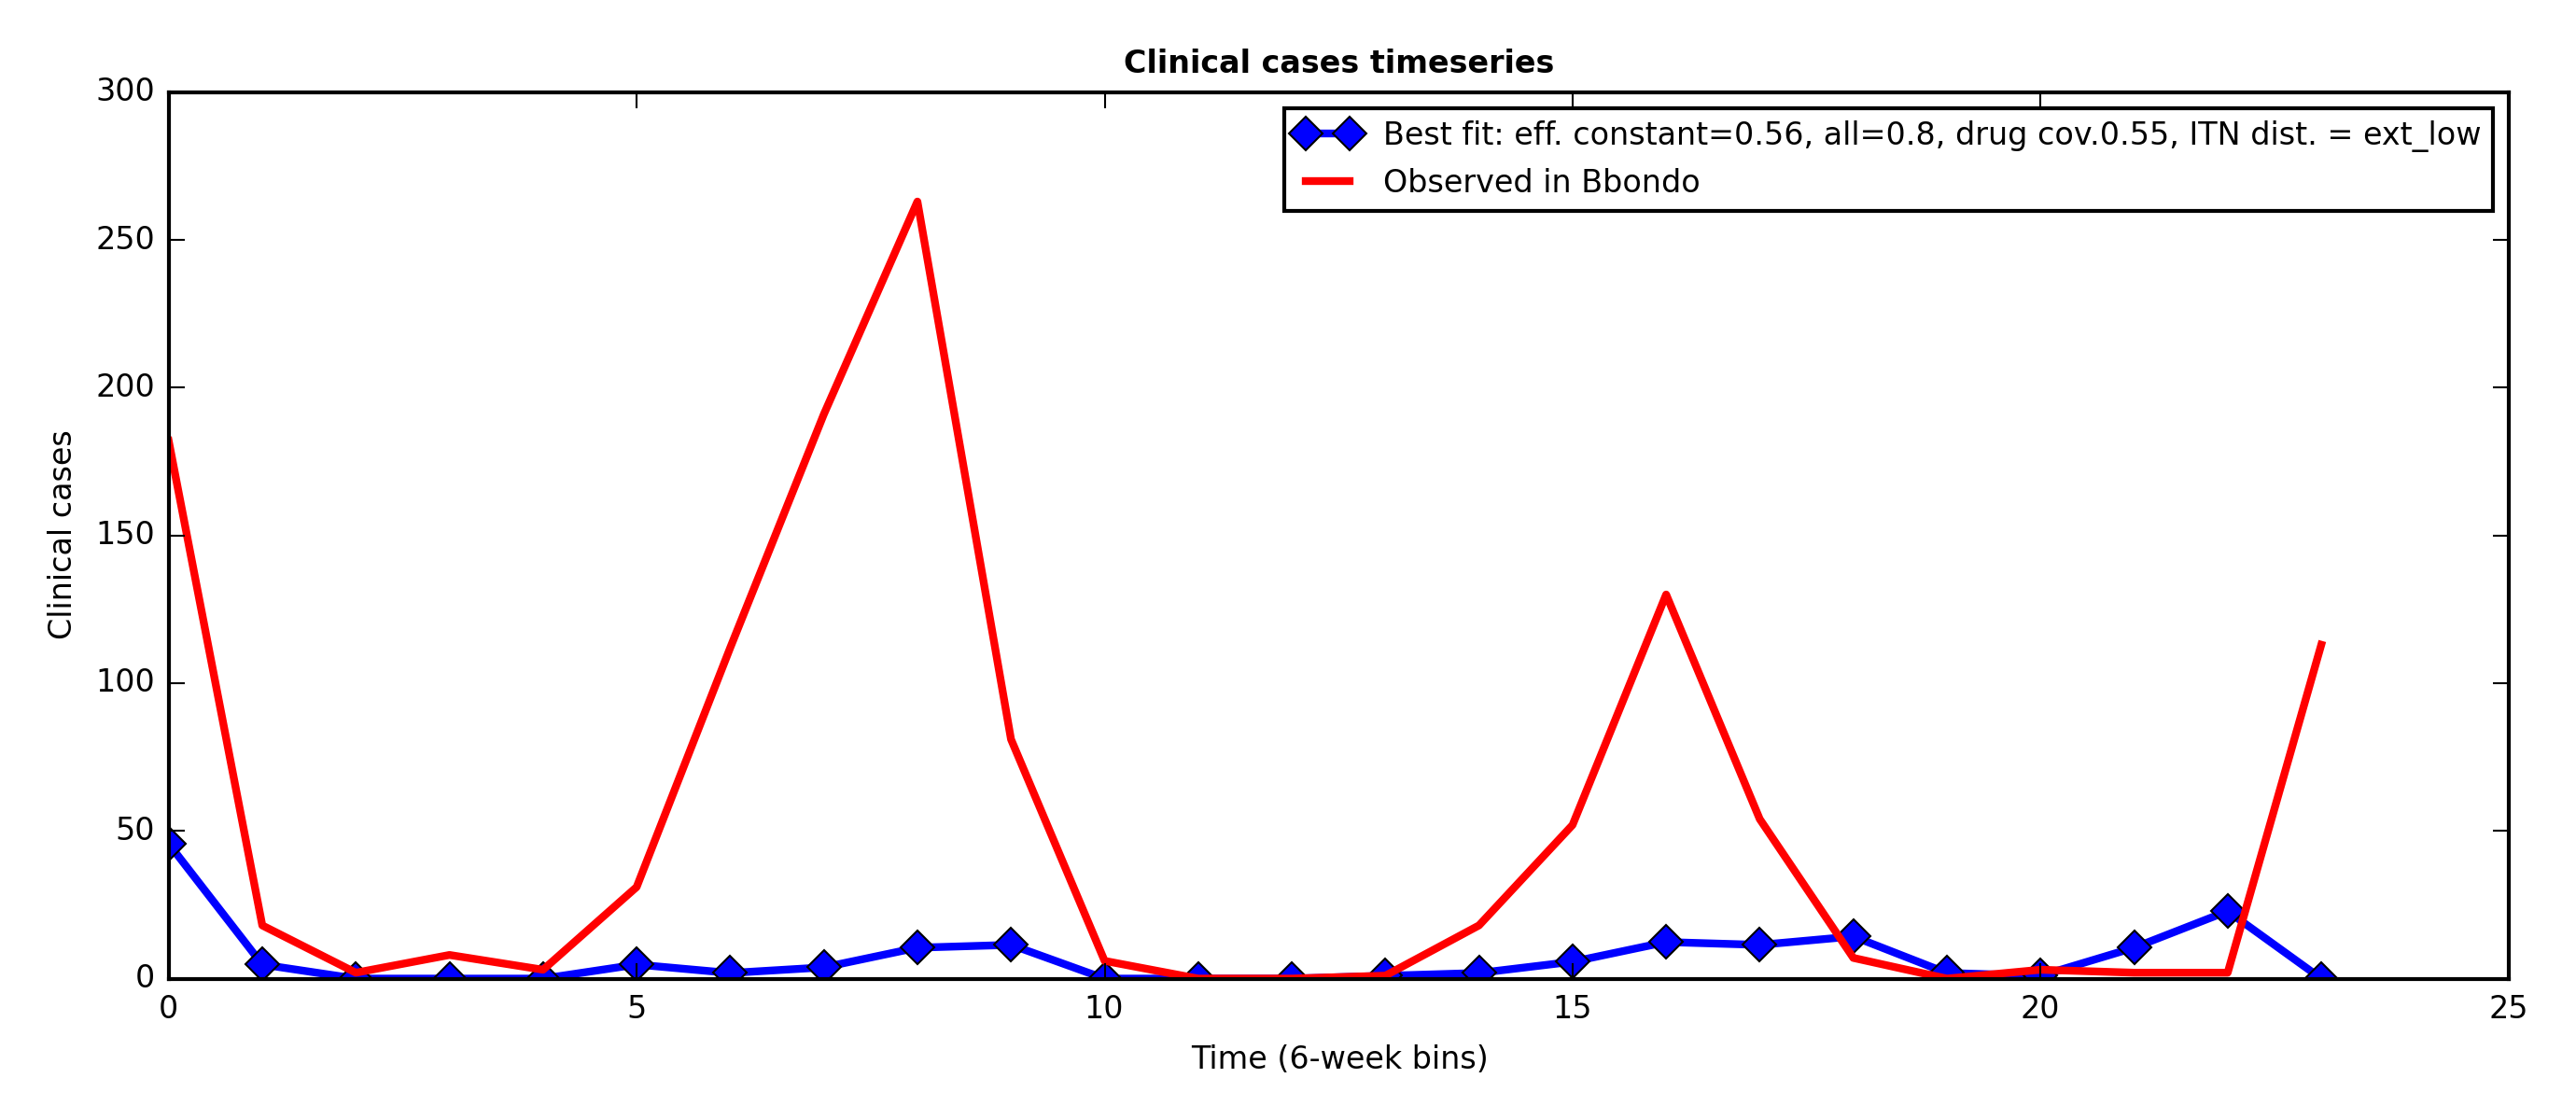 Clinical cases timeseries
300
250
200
150
100
50
0
Clinical cases
Best fit: eff. constant=0.56, all=0.8, drug cov.0.55, ITN dist. = ext_low
Observed in Bbondo
0 5 10 15 20 25
Time (6-week bins)